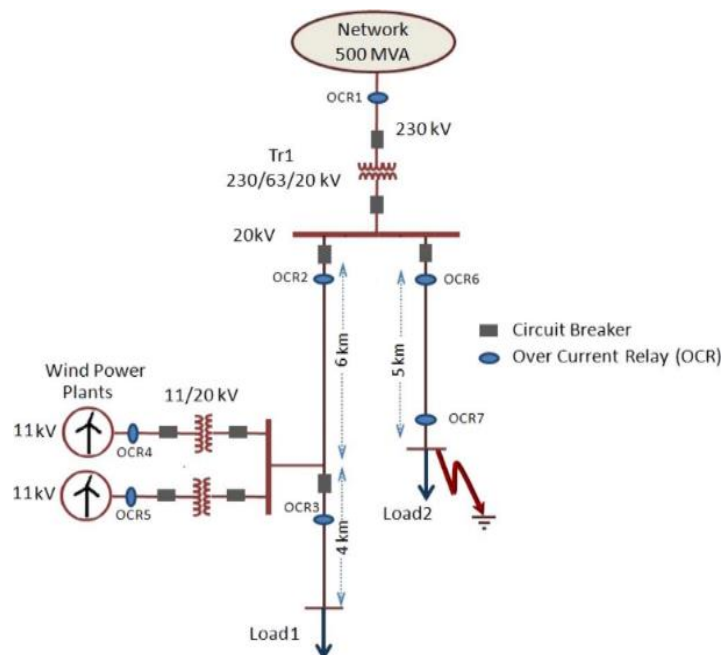 Network
500 MVA
OCR1
230 kV
Tr1
230/63/20 kV
20kV
OCR2
OCR6
6 km
5 km
Circuit Breaker
Over Current Relay (OCR)
Wind Power
Plants
11/20 kV
11kV
OCR4
OCR7
11kV
OCR5
OCR3
4 km
Load2
Load1